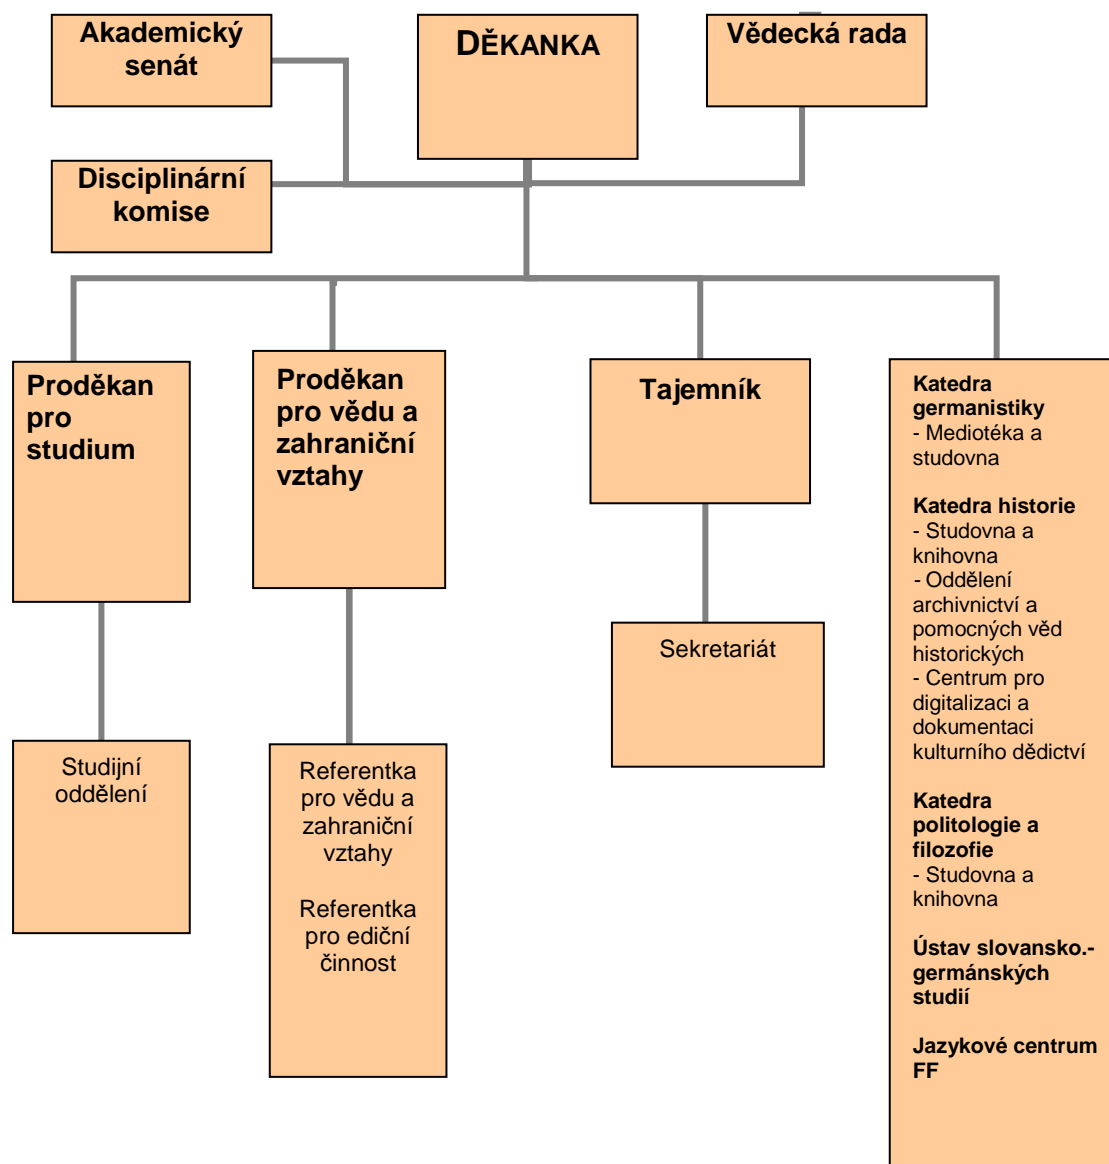 Akademický
senát
DĚKANKA
Vědecká rada
Disciplinární
komise
Proděkan
pro
studium
Proděkan
pro vědu a
zahraniční
vztahy
Tajemník
Katedra
germanistiky
- Mediotéka a
studovna
Katedra historie
- Studovna a
knihovna
- Oddělení
archivnictví a
pomocných věd
historických
- Centrum pro
digitalizaci a
dokumentaci
kulturního dědictví
Katedra
politologie a
filozofie
- Studovna a
knihovna
Ústav slovansko.-
germánských
studií
Jazykové centrum
FF
Sekretariát
Studijní
oddělení
Referentka
pro vědu a
zahraniční
vztahy
Referentka
pro ediční
činnost